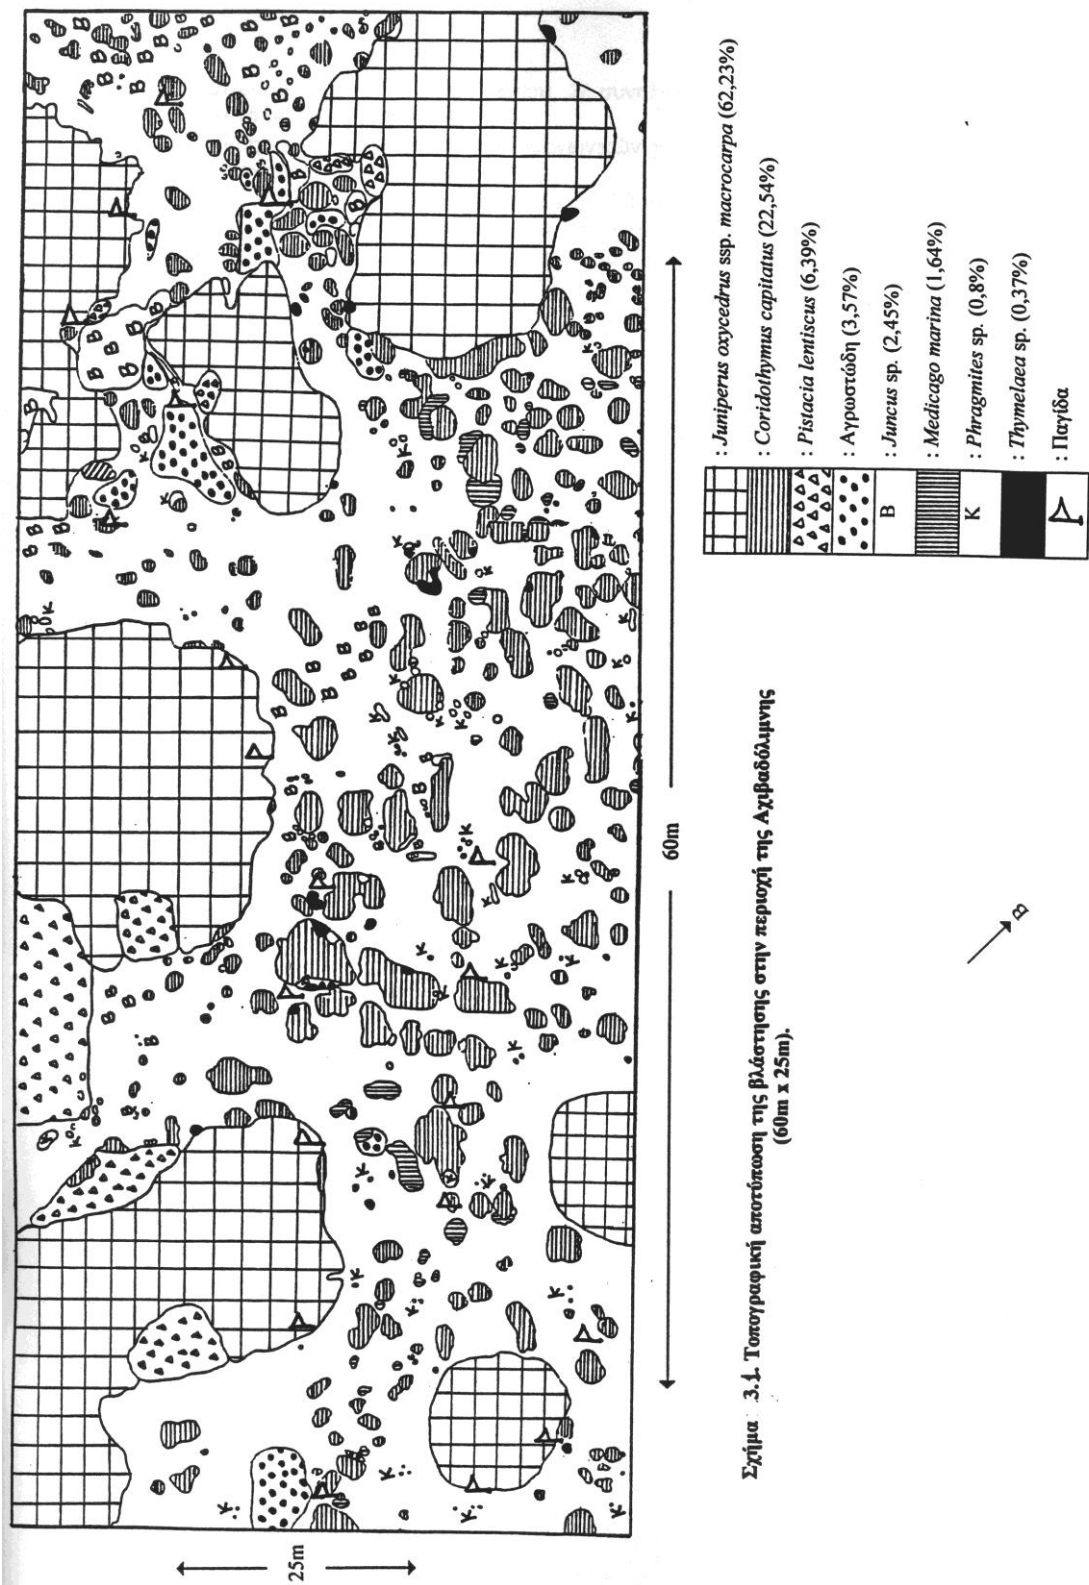 25m
60m
: Juniperus oxycedrus ssp. macrocarpa (62,23%)
: Coridothymus capitatus (22,54%)
: Pistacia lentiscus (6,39%)
: Αγρωστώδη (3,57%)
B : Juncus sp. (2,45%)
: Medicago marina (1,64%)
K : Phragmites sp. (0,8%)
: Thymelaea sp. (0,37%)
: Παγίδα
B
Σχήμα 3.1. Τοπογραφική αποτύπωση της βλάστησης στην περιοχή της Αχιβαδόλιμνης
(60m x 25m).